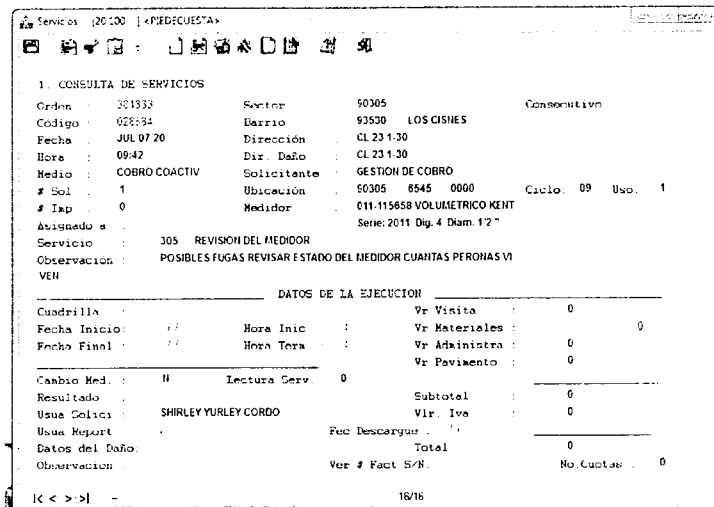 Servicios (20 100 ) <PIEDECUESTA>
1. CONSULTA DE SERVICIOS
Orden : Sector 90305 Consecutivo
Código : Barrio 93530 LOS CISNES
Fecha : JUL 07 20 Dirección : CL 23 1-30
Hora : 09:42 Dir. Daño : CL 23 1-30
Medio : COBRO COACTIV Solicitante : GESTION DE COBRO
# Sol . 1 Ubicación . 90305 6545 0000 Ciclo: 09 Uso. 1
# Imp . 0 Medidor . 011-115658 VOLUMETRICO KENT
Asignado a . Serie: 2011 Dig. 4 Diam. 1'2 "
Servicio : 305 REVISION DEL MEDIDOR
Observación : POSIBLES FUGAS REVISAR ESTADO DEL MEDIDOR CUANTAS PERONAS VI
VEN
DATOS DE LA EJECUCION
Cuadrilla : Vr Visita : 0
Fecha Inicio: / / Hora Inic : Vr Materiales : 0
Fecha Final : / / Hora Term : Vr Administra : 0
Vr Pavimento : 0
Cambio Med. : N Lectura Serv. 0
Resultado . Subtotal : 0
Usua Solici : SHIRLEY YURLEY CORDO Vlr. Iva : 0
Usua Report . Fec Descargue .
Datos del Daño: Total 0
Observacion . Ver # Fact S/N. No.Cuotas . 0
|< < > >| - 16/16